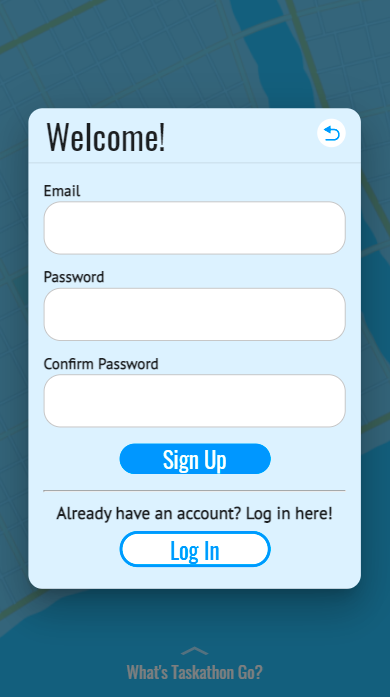 Welcome!
Email
Password
Confirm Password
Sign Up
Already have an account? Log in here!
Log In
What's Taskathon Go?